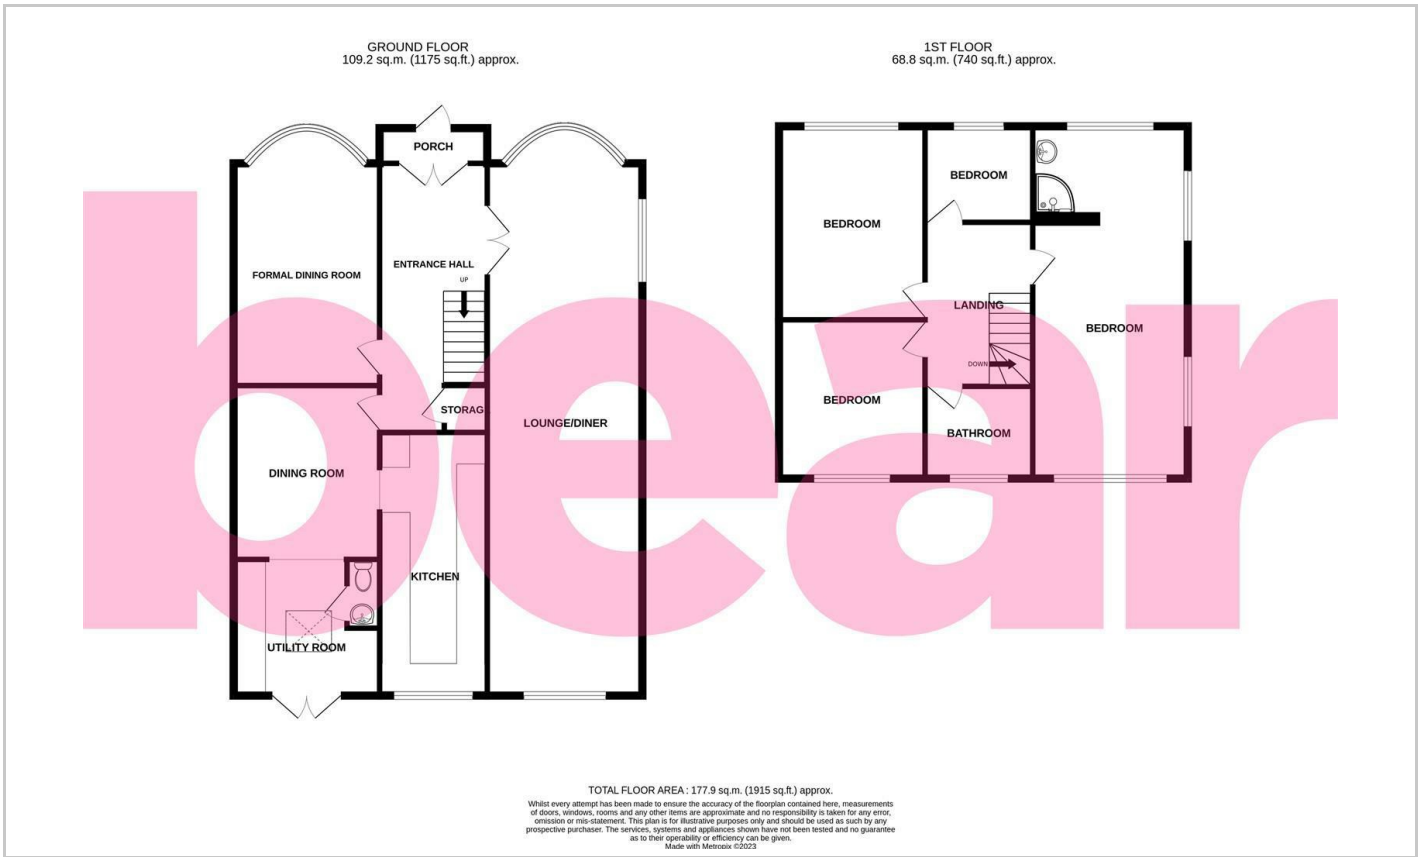 GROUND FLOOR
109.2 sq.m. (1175 sq.ft.) approx.
1ST FLOOR
68.8 sq.m. (740 sq.ft.) approx.
PORCH
ENTRANCE HALL
UP
FORMAL DINING ROOM
STORAG
LOUNGE/DINER
DINING ROOM
KITCHEN
UTILITY ROOM
BEDROOM
BEDROOM
LANDING
BEDROOM
DOWN
BEDROOM
BATHROOM
bear
TOTAL FLOOR AREA : 177.9 sq.m. (1915 sq.ft.) approx.
Whilst every attempt has been made to ensure the accuracy of the floorplan contained here, measurements
of doors, windows, rooms and any other items are approximate and no responsibility is taken for any error,
omission or mis-statement. This plan is for illustrative purposes only and should be used as such by any
prospective purchaser. The services, systems and appliances shown have not been tested and no guarantee
as to their operability or efficiency can be given.
Made with Metropix ©2023